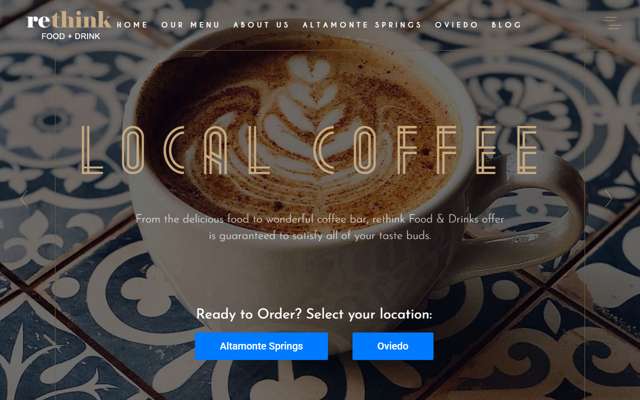 rethink
FOOD + DRINK
HOME OUR MENU ABOUT US ALTAMONTE SPRINGS OVIEDO BLOG
LOCAL COFFEE
From the delicious food to wonderful coffee bar, rethink Food & Drinks offer
is guaranteed to satisfy all of your taste buds.
Ready to Order? Select your location:
Altamonte Springs Oviedo